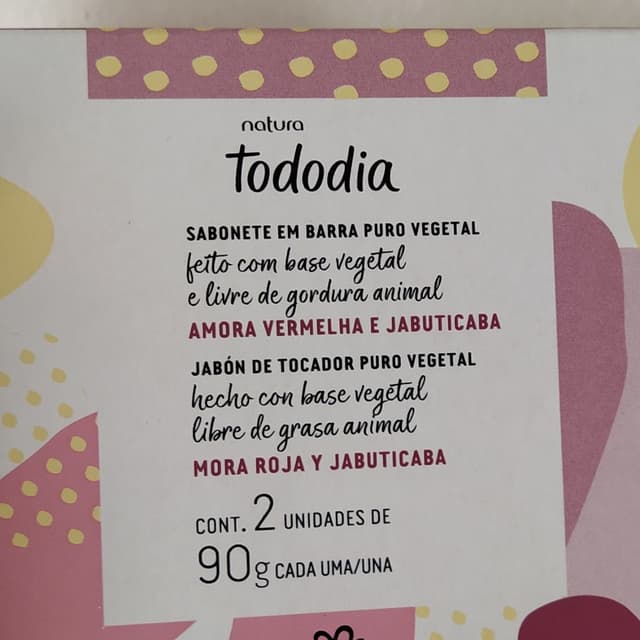 natura
Tododia
SABONETE EM BARRA PURO VEGETAL
feito com base vegetal
e livre de gordura animal
AMORA VERMELHA E JABUTICABA
JABÓN DE TOCADOR PURO VEGETAL
hecho con base vegetal
libre de grasa animal
MORA ROJA Y JABUTICABA
CONT. 2 UNIDADES DE
90g CADA UMA/UNA